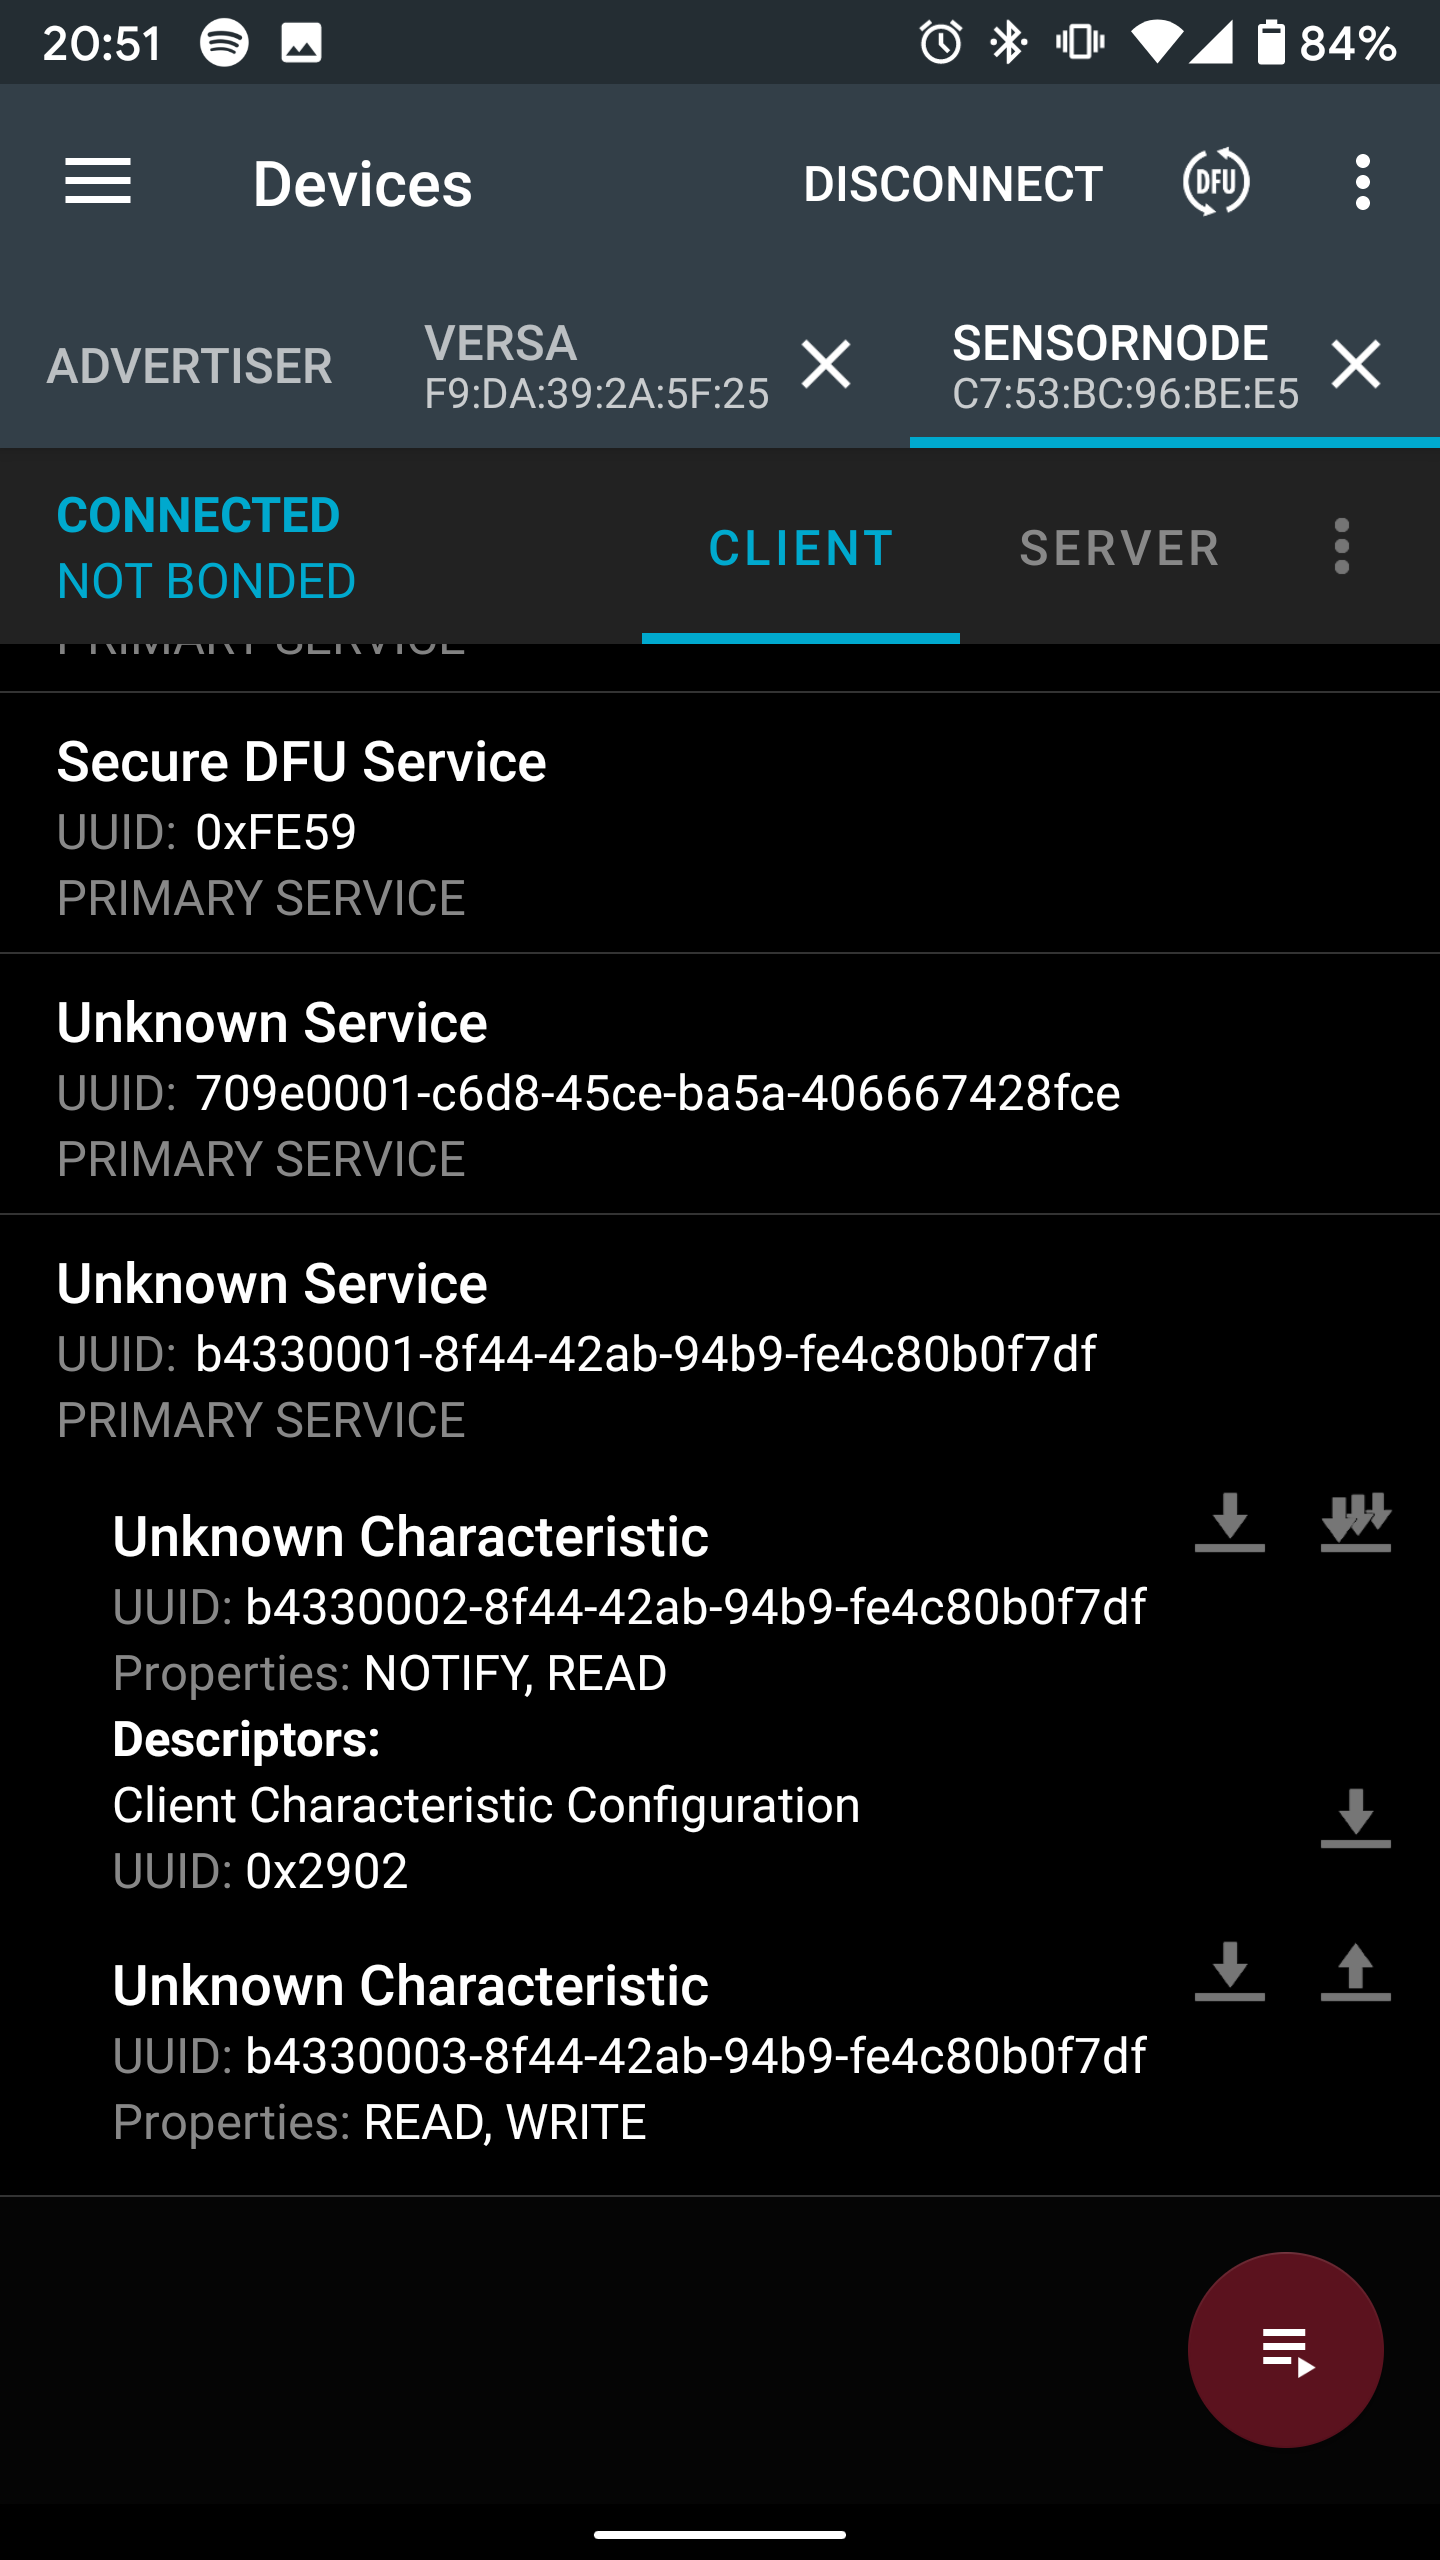 20:51 84%
Devices DISCONNECT DFU
ADVERTISER VERSA SENSORNODE
F9:DA:39:2A:5F:25 C7:53:BC:96:BE:E5
CONNECTED
NOT BONDED
CLIENT SERVER
PRIMARY SERVICE
Secure DFU Service
UUID: 0xFE59
PRIMARY SERVICE
Unknown Service
UUID: 709e0001-c6d8-45ce-ba5a-406667428fce
PRIMARY SERVICE
Unknown Service
UUID: b4330001-8f44-42ab-94b9-fe4c80b0f7df
PRIMARY SERVICE
Unknown Characteristic
UUID: b4330002-8f44-42ab-94b9-fe4c80b0f7df
Properties: NOTIFY, READ
Descriptors:
Client Characteristic Configuration
UUID: 0x2902
Unknown Characteristic
UUID: b4330003-8f44-42ab-94b9-fe4c80b0f7df
Properties: READ, WRITE